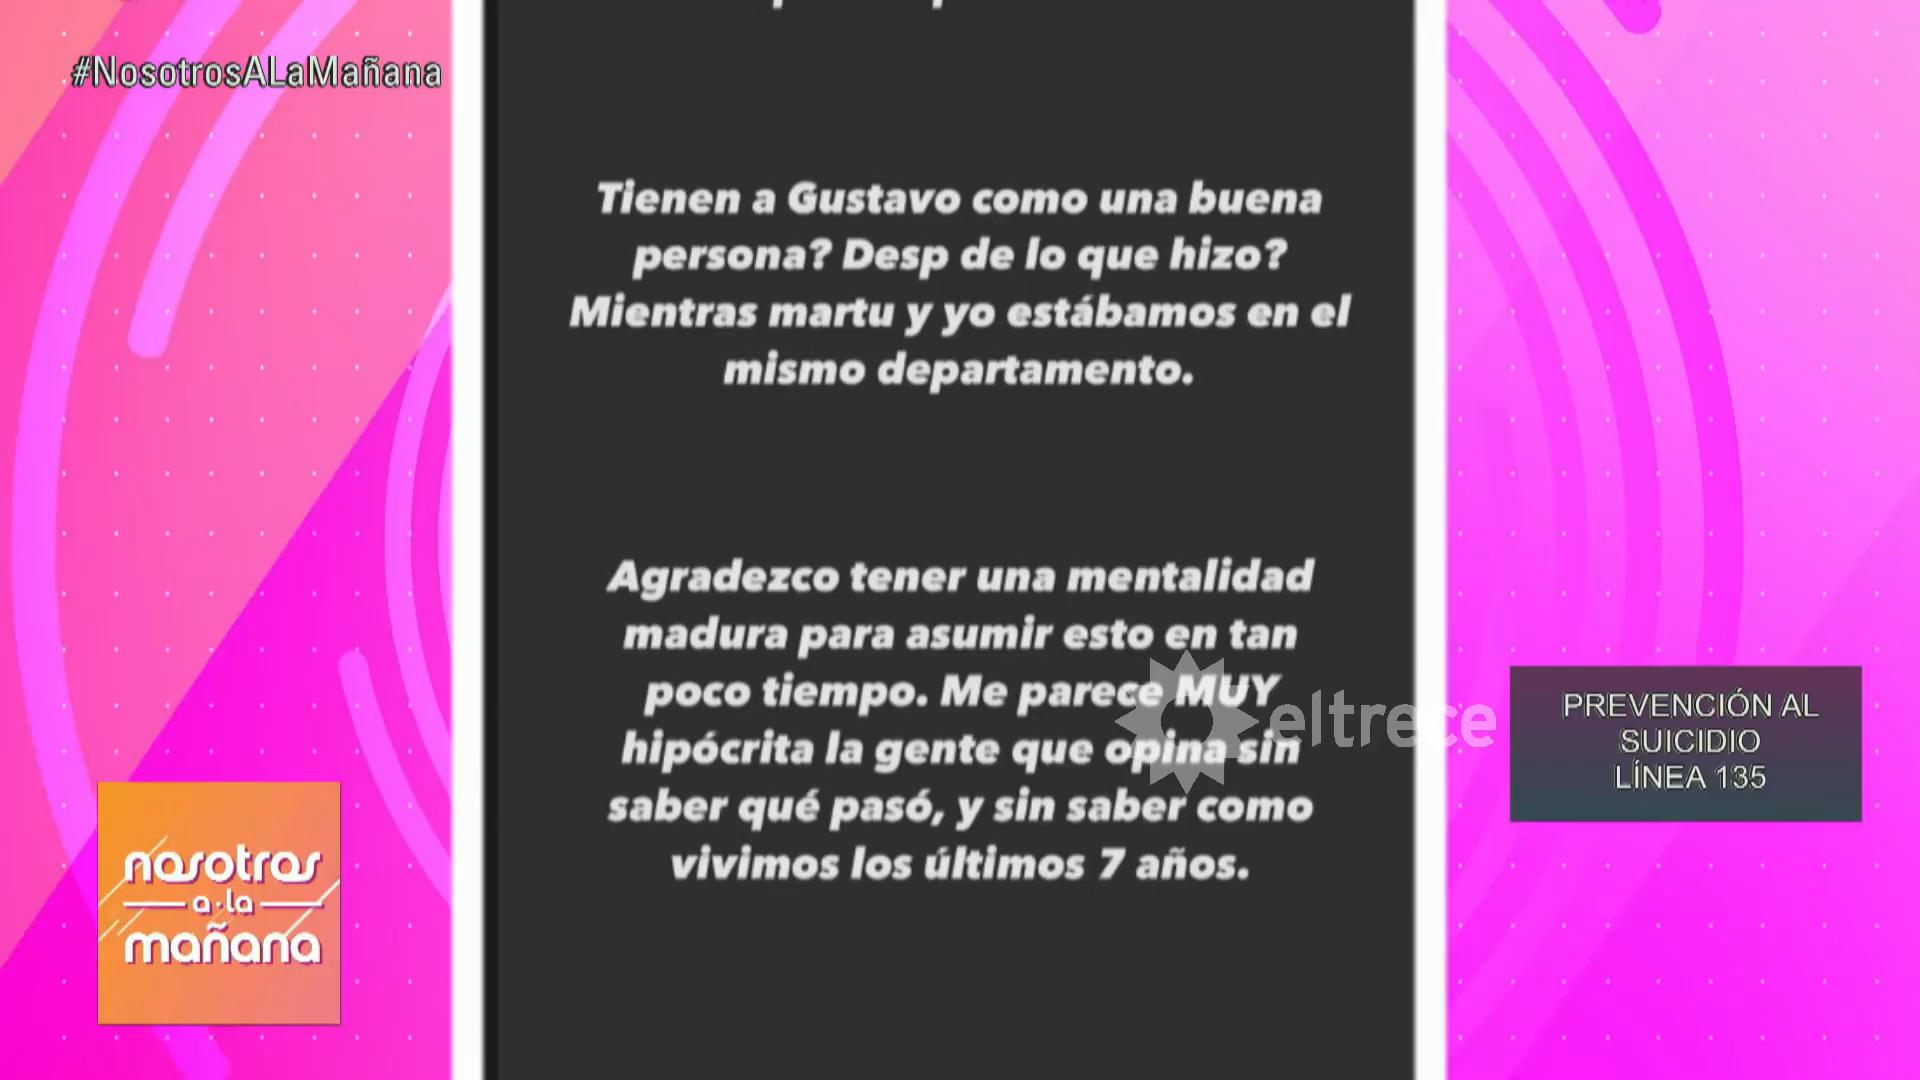 #NosotrosALaMañana
Tienen a Gustavo como una buena
persona? Desp de lo que hizo?
Mientras martu y yo estábamos en el
mismo departamento.
Agradezco tener una mentalidad
madura para asumir esto en tan
poco tiempo. Me parece MUY
hipócrita la gente que opina sin
saber qué pasó, y sin saber como
vivimos los últimos 7 años.
eltrece
PREVENCIÓN AL
SUICIDIO
LÍNEA 135
nosotros
a·la
mañana